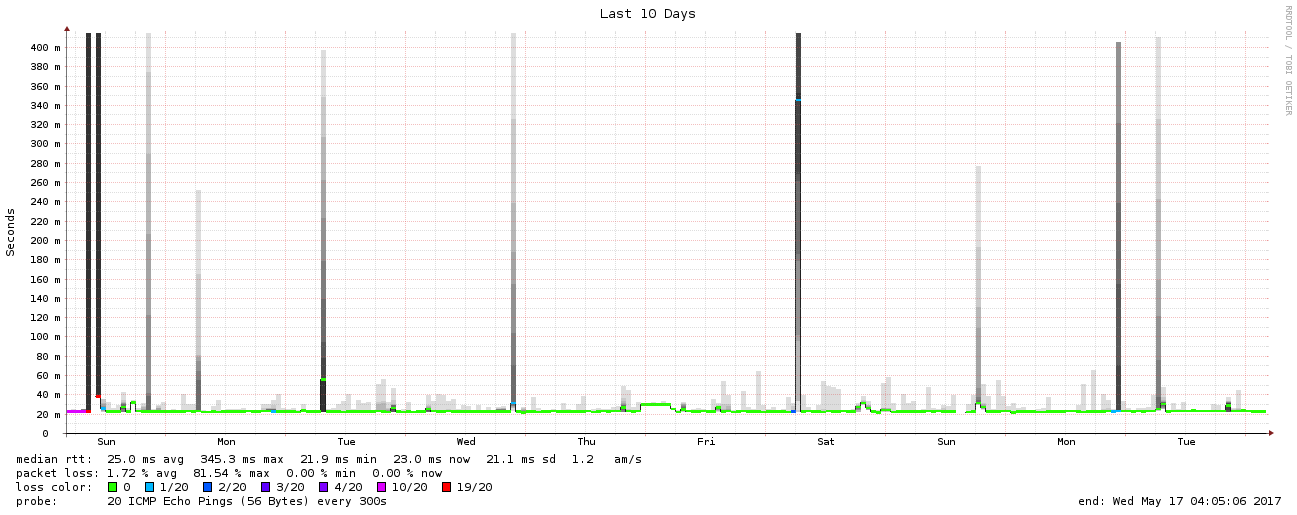 Last 10 Days
RRDTOOL / TOBI OETIKER
Seconds
400 m
380 m
360 m
340 m
320 m
300 m
280 m
260 m
240 m
220 m
200 m
180 m
160 m
140 m
120 m
100 m
80 m
60 m
40 m
20 m
0
Sun Mon Tue Wed Thu Fri Sat Sun Mon Tue
median rtt: 25.0 ms avg 345.3 ms max 21.9 ms min 23.0 ms now 21.1 ms sd 1.2 am/s
packet loss: 1.72 % avg 81.54 % max 0.00 % min 0.00 % now
loss color: 0 1/20 2/20 3/20 4/20 10/20 19/20
probe: 20 ICMP Echo Pings (56 Bytes) every 300s end: Wed May 17 04:05:06 2017